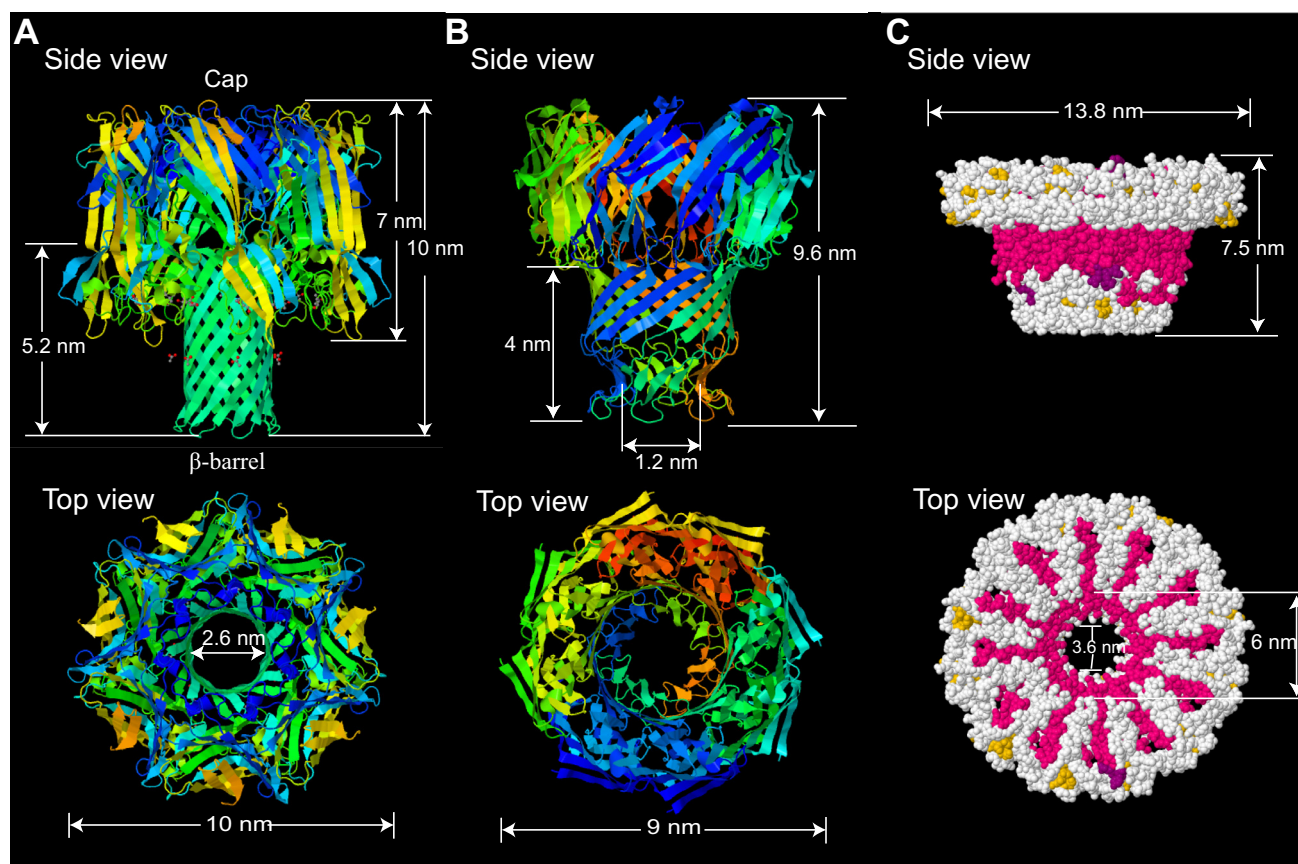 A
Side view
Cap
7 nm
10 nm
5.2 nm
β-barrel
Top view
2.6 nm
10 nm
B
Side view
9.6 nm
4 nm
1.2 nm
Top view
9 nm
C
Side view
13.8 nm
7.5 nm
Top view
3.6 nm
6 nm